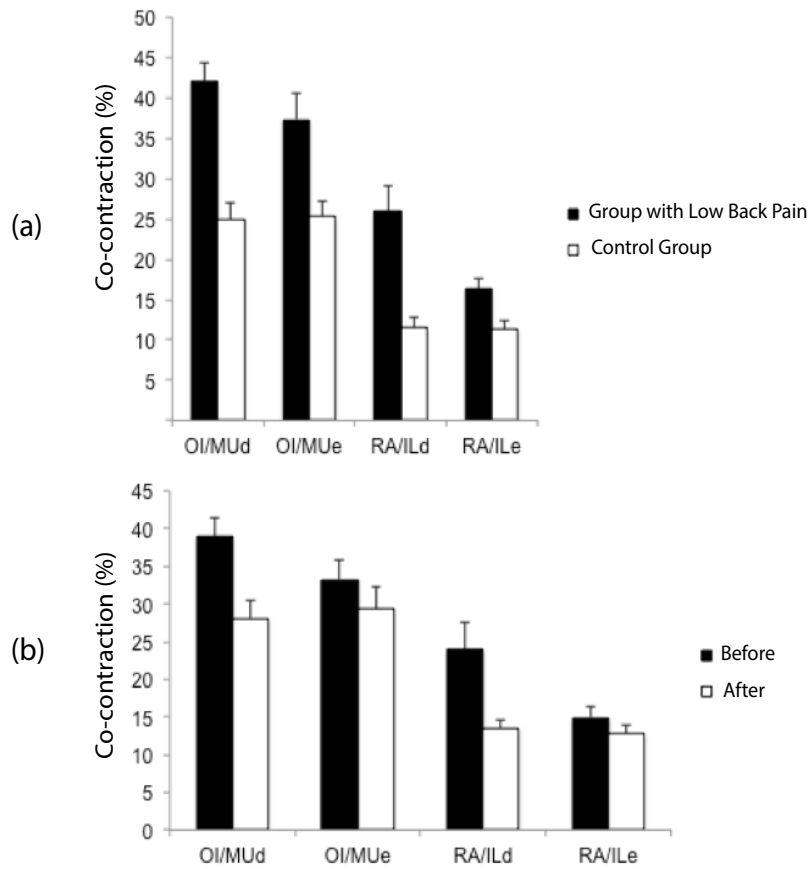 50
45
40
35
30
25
20
15
10
5
Co-contraction (%)
(a)
Group with Low Back Pain
Control Group
OI/MUd OI/MUe RA/ILd RA/ILe
45
40
35
30
25
20
15
10
5
0
Co-contraction (%)
(b)
Before
After
OI/MUd OI/MUe RA/ILd RA/ILe